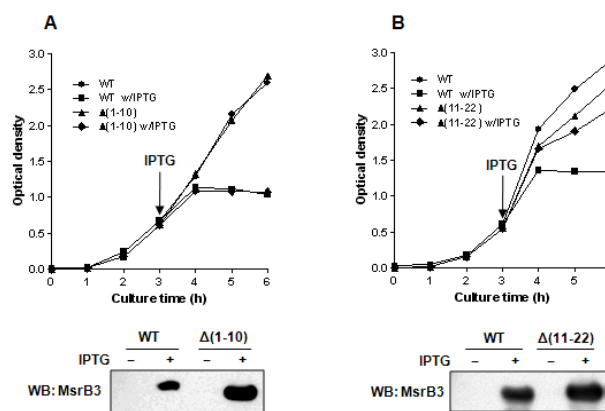 A
3.0
2.5
2.0
1.5
1.0
0.5
0.0
Optical density
WT
WT w/IPTG
▲(1-10)
▲(1-10) w/IPTG
IPTG
0 1 2 3 4 5 6
Culture time (h)
WT Δ(1-10)
IPTG – + – +
WB: MsrB3
B
3.0
2.5
2.0
1.5
1.0
0.5
0.0
Optical density
WT
WT w/IPTG
▲(11-22)
▲(11-22) w/IPTG
IPTG
0 1 2 3 4 5
Culture time (h)
WT Δ(11-22)
IPTG – + – +
WB: MsrB3